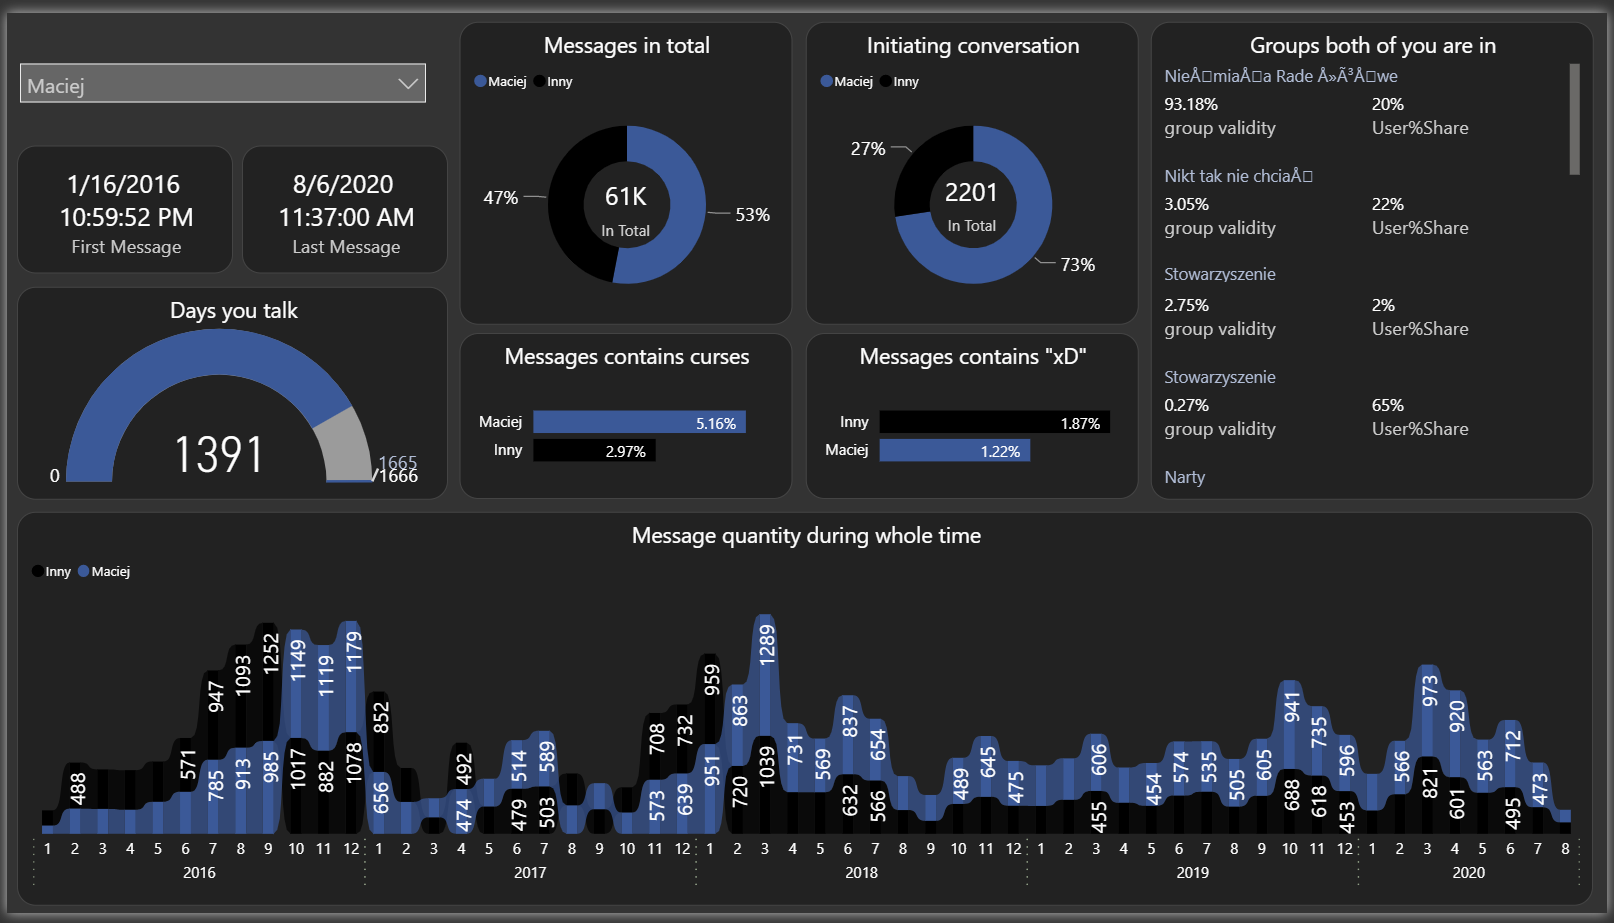 Maciej
1/16/2016
10:59:52 PM
First Message
8/6/2020
11:37:00 AM
Last Message
Days you talk
1391
0
1665
/1666
Messages in total
Maciej Inny
47%
61K
In Total
53%
Initiating conversation
Maciej Inny
27%
2201
In Total
73%
Messages contains curses
Maciej 5.16%
Inny 2.97%
Messages contains "xD"
Inny 1.87%
Maciej 1.22%
Groups both of you are in
NieÅ□miaÅ□a Rade Å»Ã³Å□we
93.18% 20%
group validity User%Share
Nikt tak nie chciaÅ□
3.05% 22%
group validity User%Share
Stowarzyszenie
2.75% 2%
group validity User%Share
Stowarzyszenie
0.27% 65%
group validity User%Share
Narty
Message quantity during whole time
Inny Maciej
488 571 947 1093 1252 1149 1119 1179 852 492 514 589 708 732 959 863 1289 731 569 837 654 489 645 475 606 454 574 535 505 605 941 735 596 566 973 920 563 712 473
785 913 985 1017 882 1078 656 474 479 503 573 639 951 720 1039 632 566 455 688 618 453 821 601 495
1 2 3 4 5 6 7 8 9 10 11 12 1 2 3 4 5 6 7 8 9 10 11 12 1 2 3 4 5 6 7 8 9 10 11 12 1 2 3 4 5 6 7 8 9 10 11 12 1 2 3 4 5 6 7 8
2016 2017 2018 2019 2020